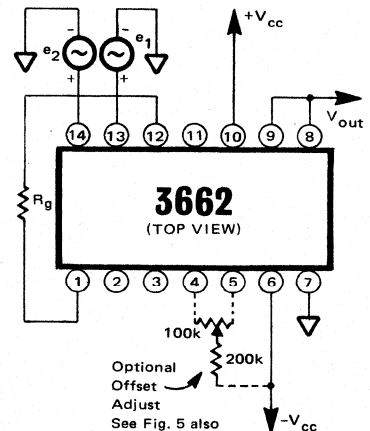 − −
e2 e1
+ +
+Vcc
14 13 12 11 10 9 8
Vout
Rg
3662
(TOP VIEW)
1 2 3 4 5 6 7
100k
200k
Optional
Offset
Adjust
See Fig. 5 also
−Vcc